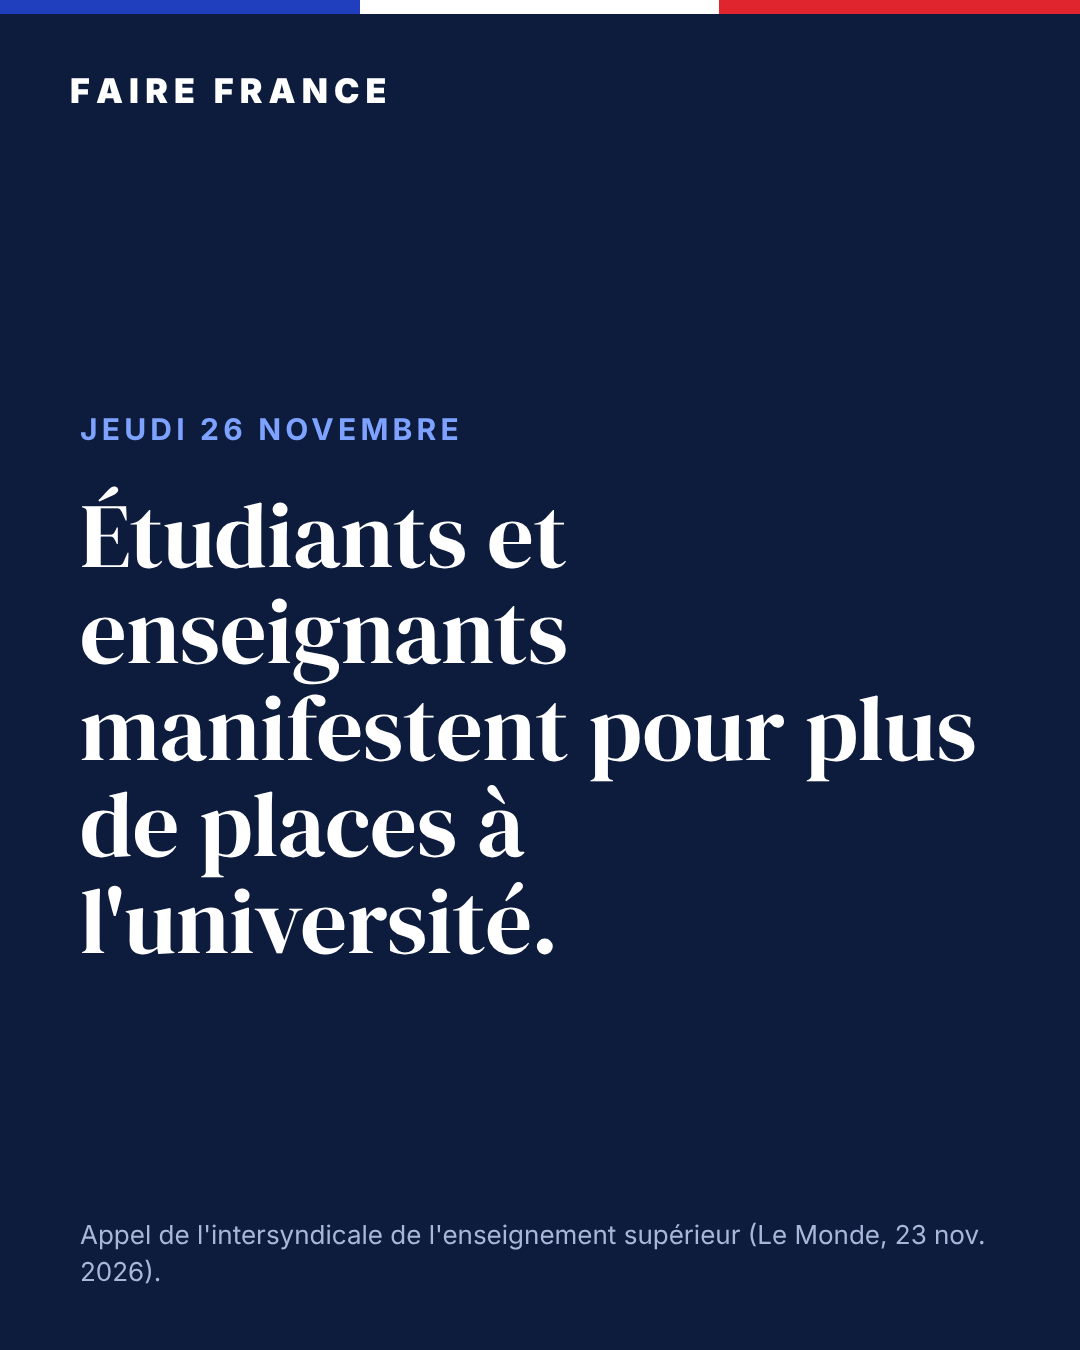 FAIRE FRANCE
JEUDI 26 NOVEMBRE
Étudiants et
enseignants
manifestent pour plus
de places à
l'université.
Appel de l'intersyndicale de l'enseignement supérieur (Le Monde, 23 nov.
2026).